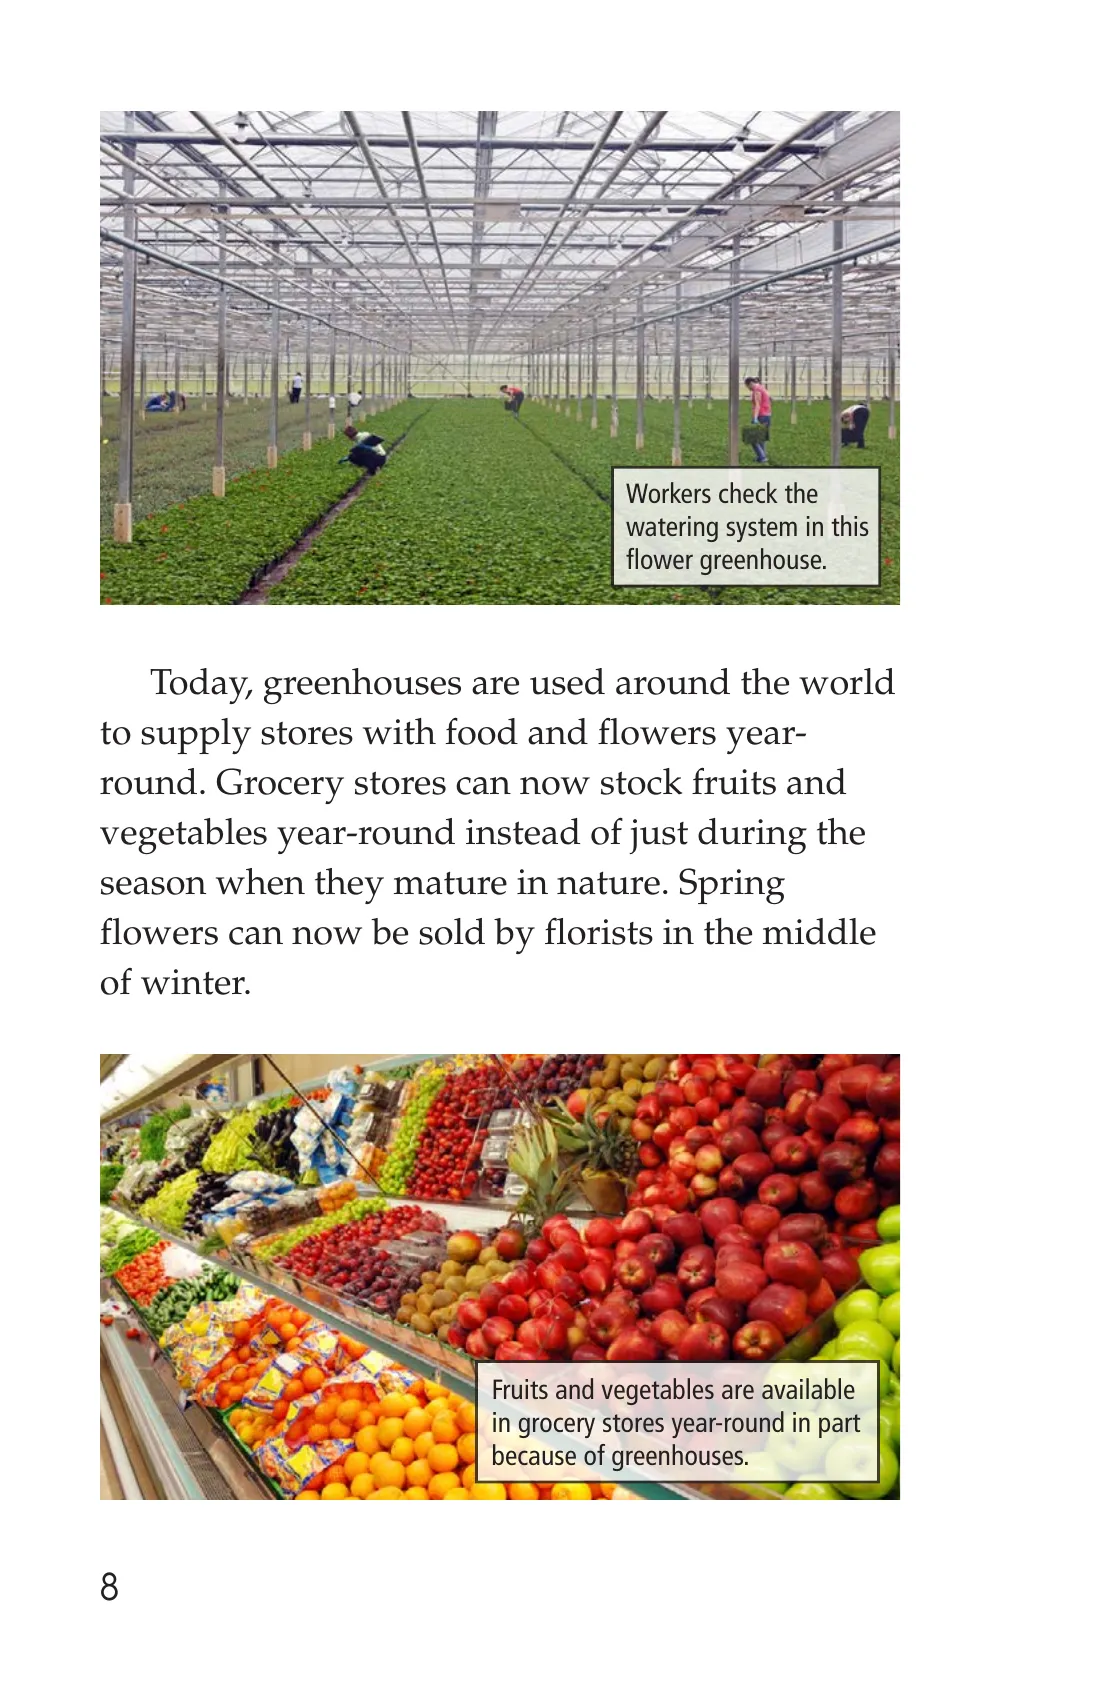 Workers check the
watering system in this
flower greenhouse.
Today, greenhouses are used around the world
to supply stores with food and flowers year-
round. Grocery stores can now stock fruits and
vegetables year-round instead of just during the
season when they mature in nature. Spring
flowers can now be sold by florists in the middle
of winter.
Fruits and vegetables are available
in grocery stores year-round in part
because of greenhouses.
8